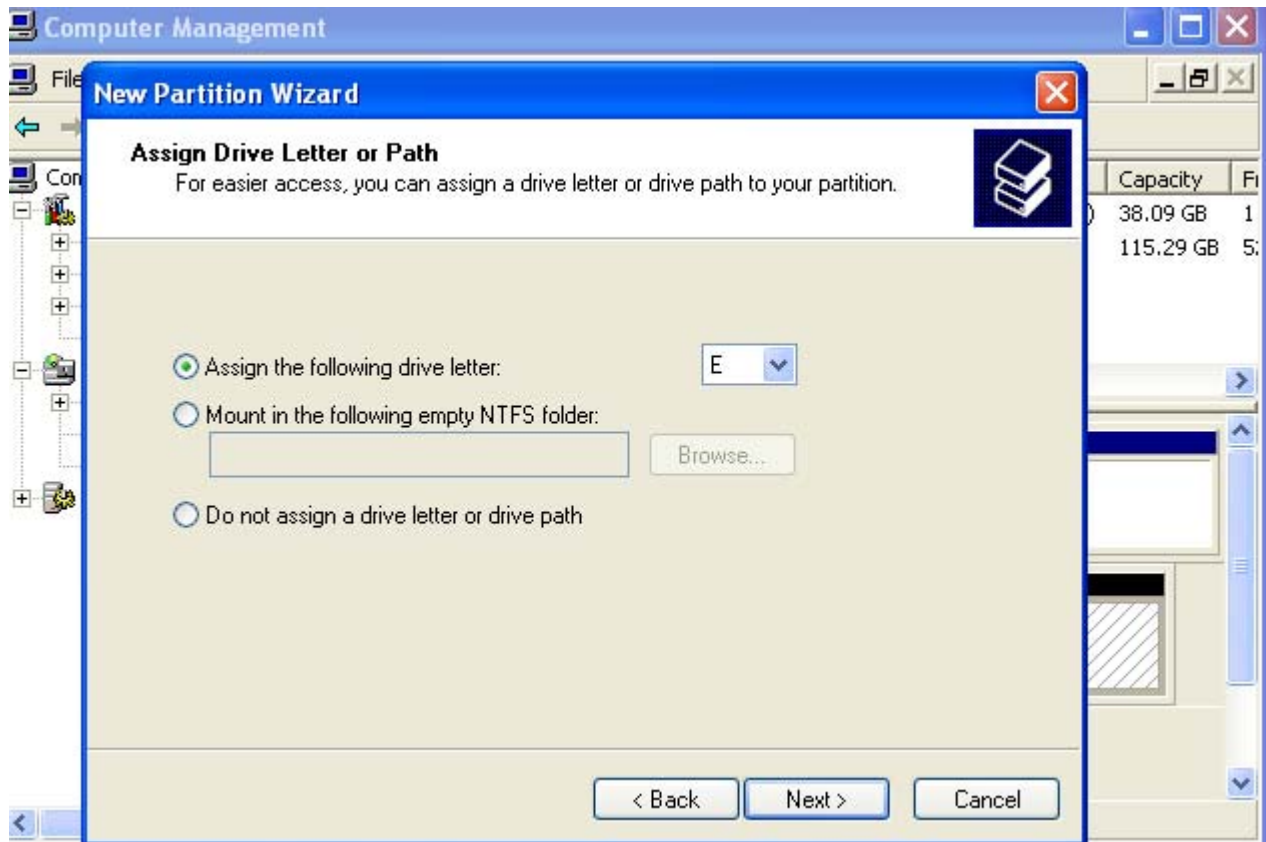 Computer Management
File
New Partition Wizard
Assign Drive Letter or Path
For easier access, you can assign a drive letter or drive path to your partition.
Capacity
38.09 GB 1
115.29 GB
Assign the following drive letter: E
Mount in the following empty NTFS folder:
Browse...
Do not assign a drive letter or drive path
< Back Next > Cancel